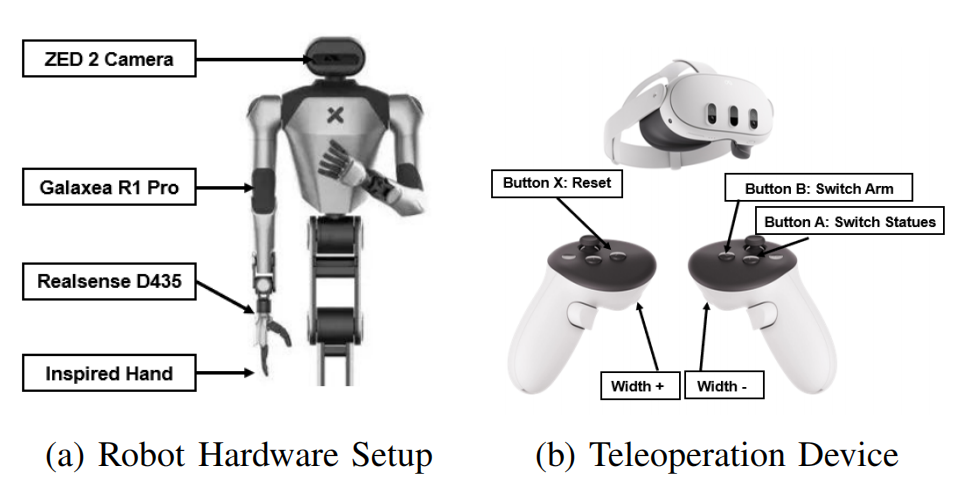 ZED 2 Camera
Galaxea R1 Pro
Realsense D435
Inspired Hand
Button X: Reset
Button B: Switch Arm
Button A: Switch Statues
Width +
Width -
(a) Robot Hardware Setup
(b) Teleoperation Device